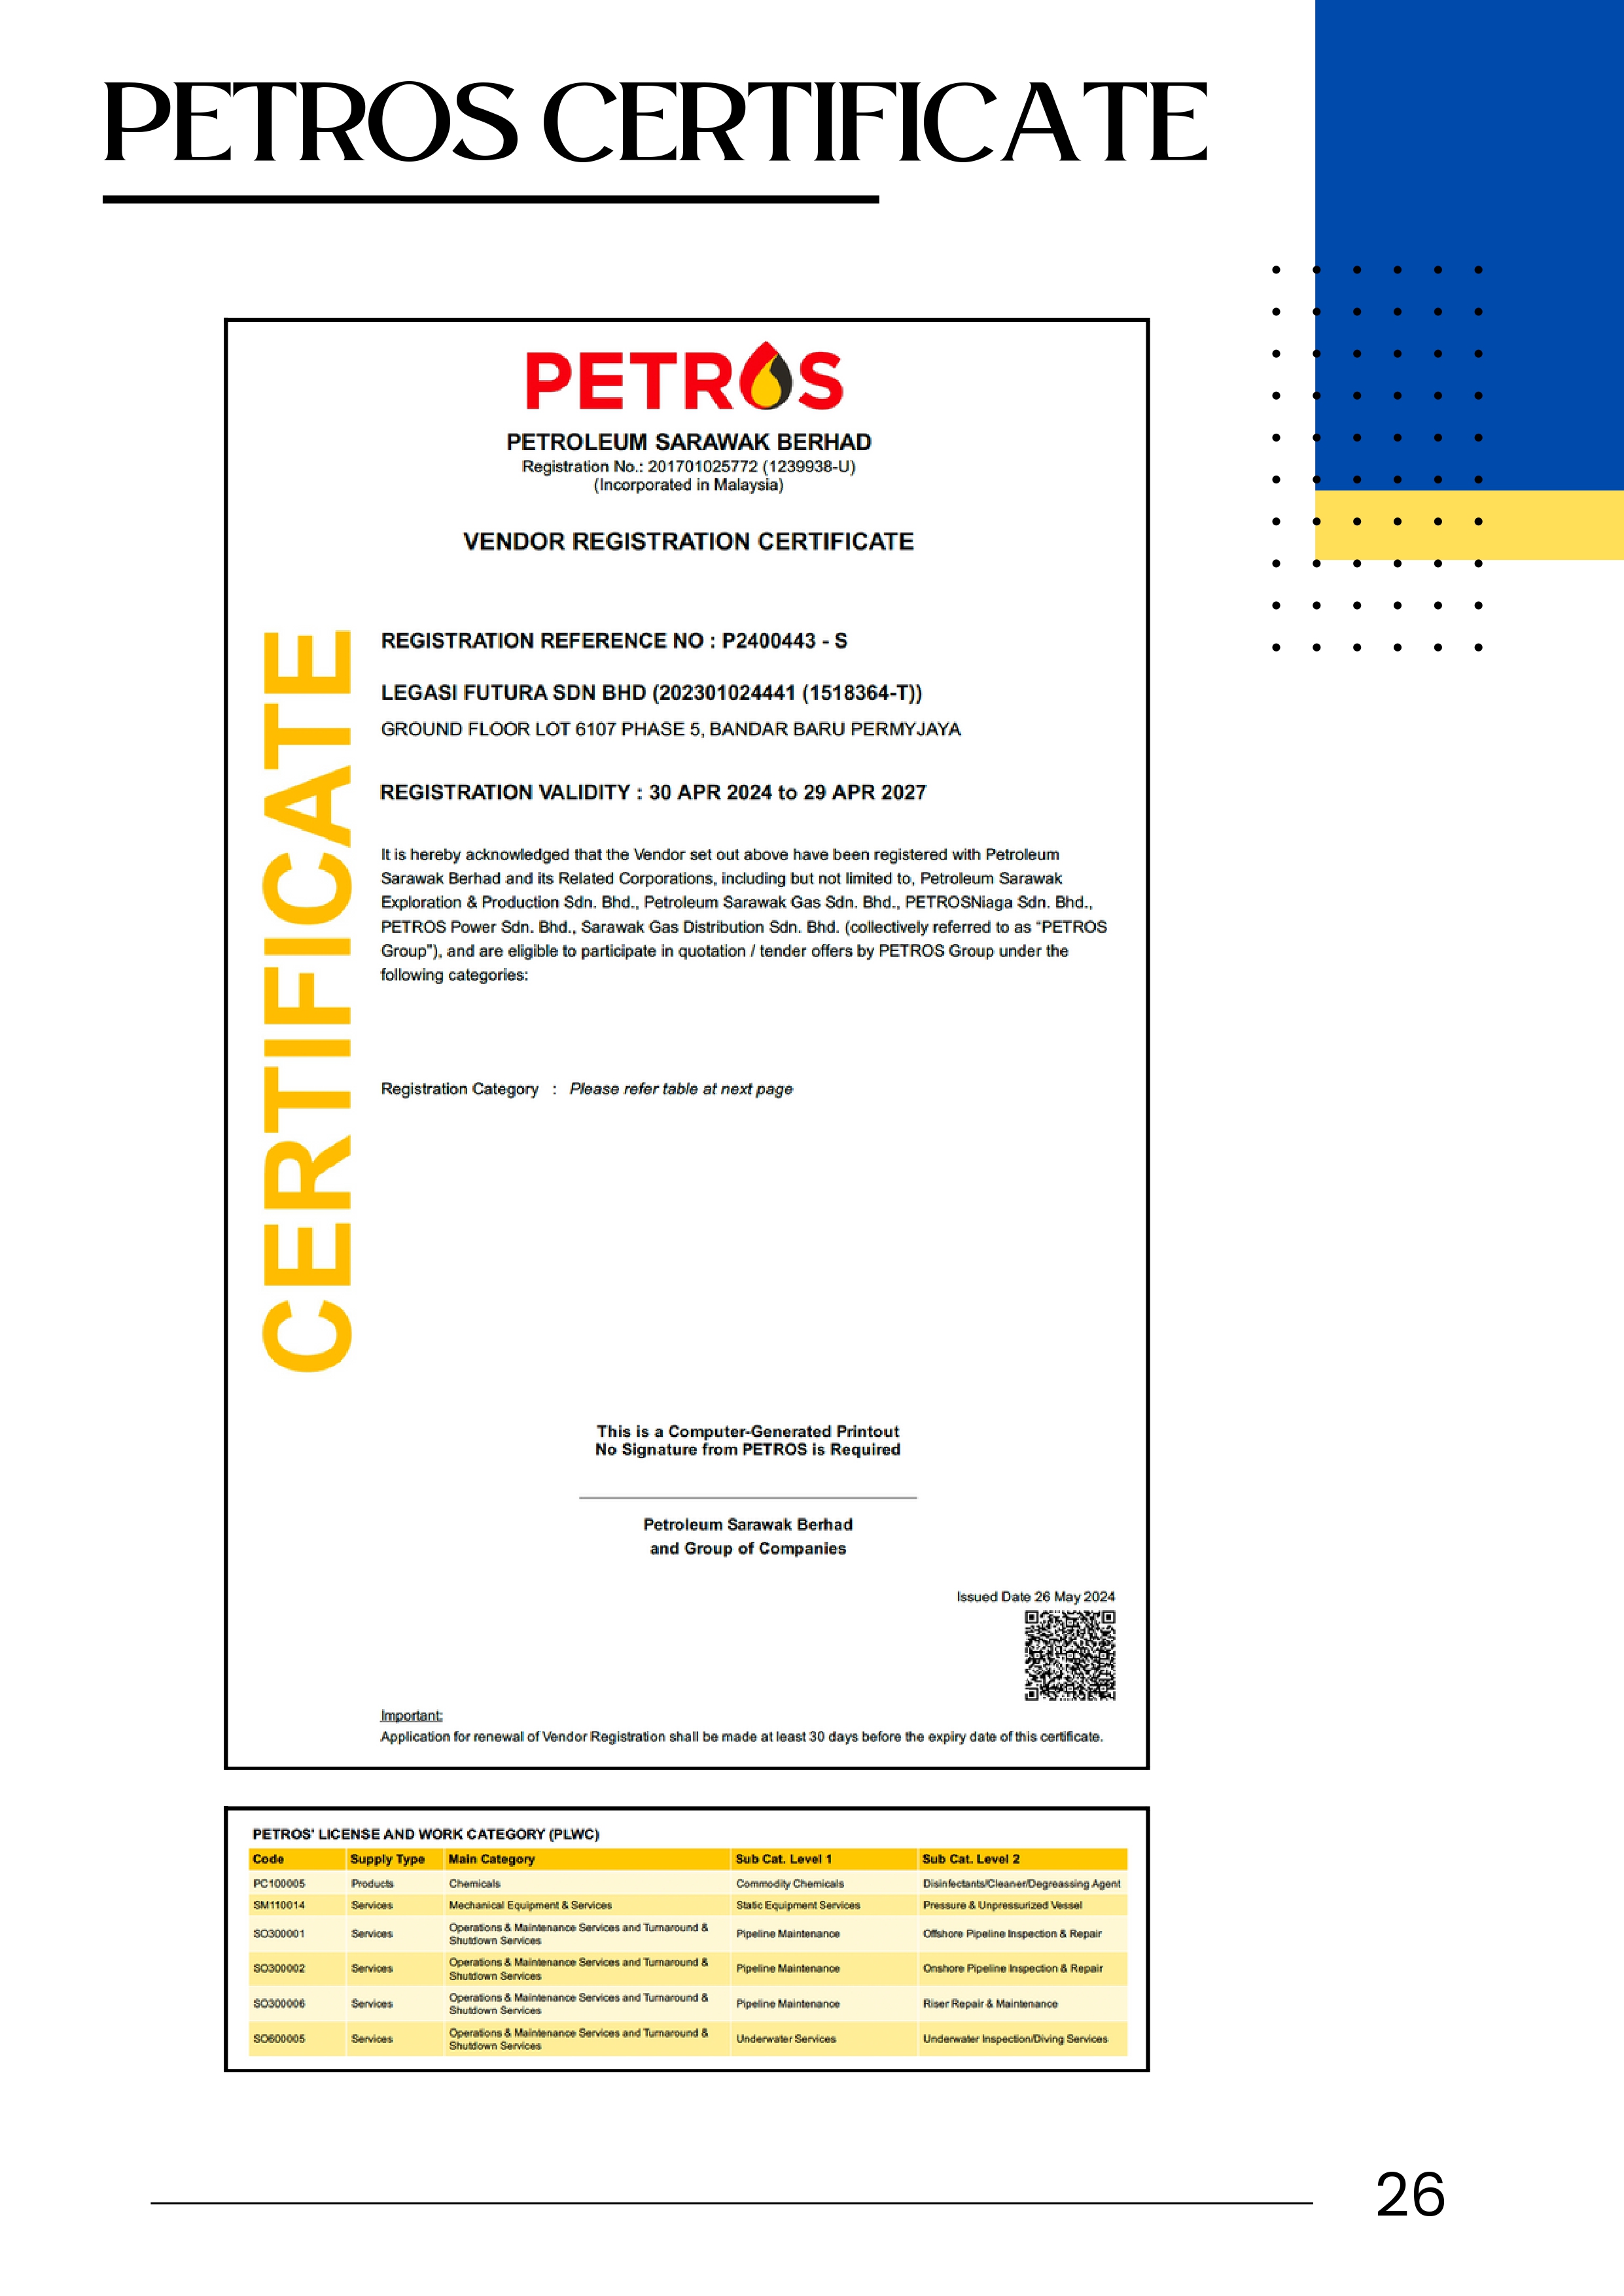 PETROS CERTIFICATE
PETROS
PETROLEUM SARAWAK BERHAD
Registration No.: 201701025772 (1239938-U)
(Incorporated in Malaysia)
VENDOR REGISTRATION CERTIFICATE
CERTIFICATE
REGISTRATION REFERENCE NO : P2400443 - S
LEGASI FUTURA SDN BHD (202301024441 (1518364-T))
GROUND FLOOR LOT 6107 PHASE 5, BANDAR BARU PERMYJAYA
REGISTRATION VALIDITY : 30 APR 2024 to 29 APR 2027
It is hereby acknowledged that the Vendor set out above have been registered with Petroleum
Sarawak Berhad and its Related Corporations, including but not limited to, Petroleum Sarawak
Exploration & Production Sdn. Bhd., Petroleum Sarawak Gas Sdn. Bhd., PETROSNiaga Sdn. Bhd.,
PETROS Power Sdn. Bhd., Sarawak Gas Distribution Sdn. Bhd. (collectively referred to as "PETROS
Group"), and are eligible to participate in quotation / tender offers by PETROS Group under the
following categories:
Registration Category : Please refer table at next page
This is a Computer-Generated Printout
No Signature from PETROS is Required
Petroleum Sarawak Berhad
and Group of Companies
Issued Date 26 May 2024
Important:
Application for renewal of Vendor Registration shall be made at least 30 days before the expiry date of this certificate.
PETROS' LICENSE AND WORK CATEGORY (PLWC)
Code Supply Type Main Category Sub Cat. Level 1 Sub Cat. Level 2
PC100005 Products Chemicals Commodity Chemicals Disinfectants/Cleaner/Degreassing Agent
SM110014 Services Mechanical Equipment & Services Static Equipment Services Pressure & Unpressurized Vessel
SO300001 Services Operations & Maintenance Services and Turnaround & Shutdown Services Pipeline Maintenance Offshore Pipeline Inspection & Repair
SO300002 Services Operations & Maintenance Services and Turnaround & Shutdown Services Pipeline Maintenance Onshore Pipeline Inspection & Repair
SO300006 Services Operations & Maintenance Services and Turnaround & Shutdown Services Pipeline Maintenance Riser Repair & Maintenance
SO600005 Services Operations & Maintenance Services and Turnaround & Shutdown Services Underwater Services Underwater Inspection/Diving Services
26